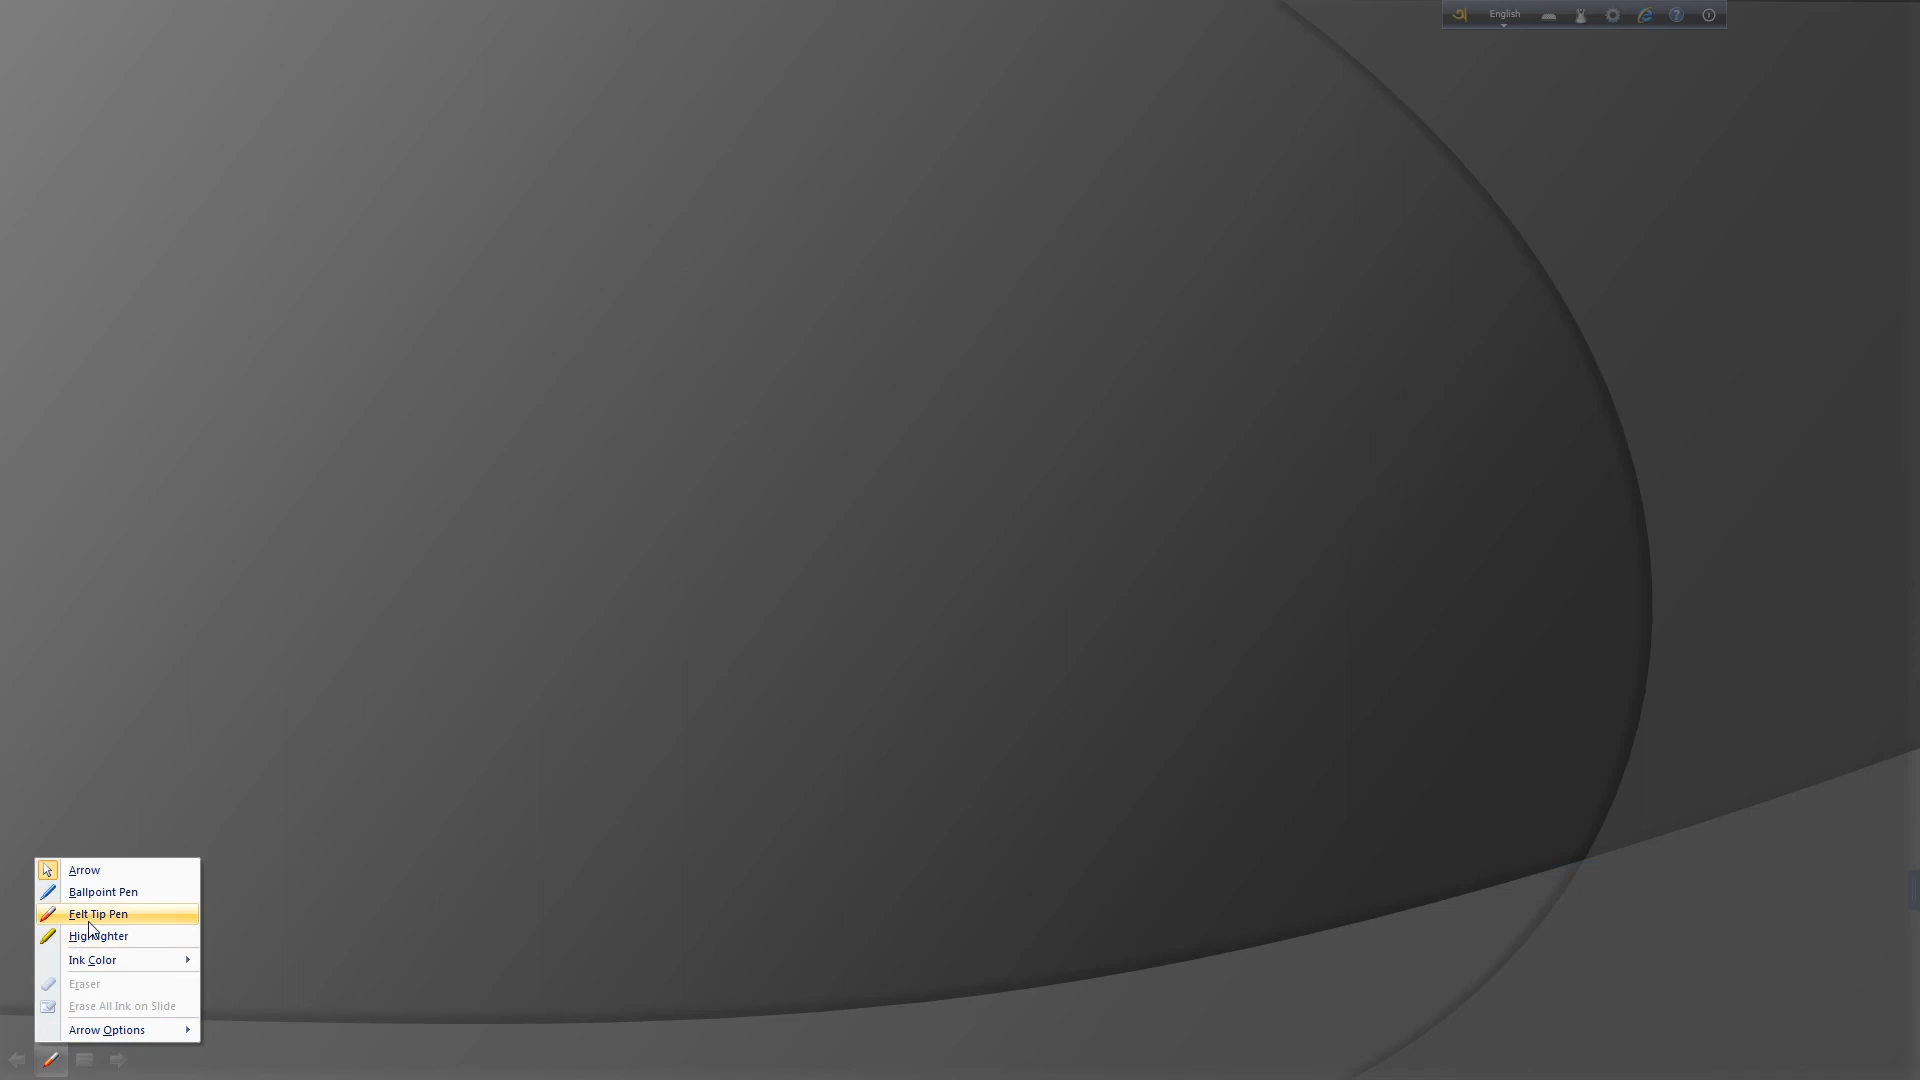 English
Arrow
Ballpoint Pen
Felt Tip Pen
Highlighter
Ink Color
Eraser
Erase All Ink on Slide
Arrow Options